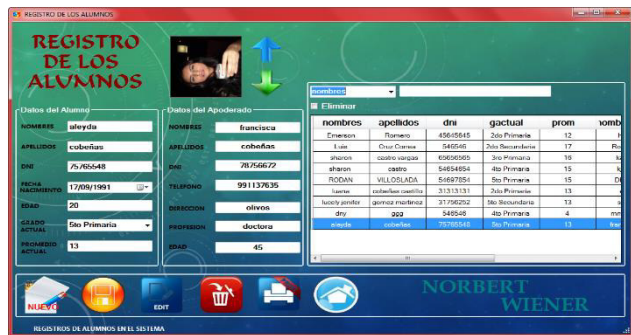 REGISTRO DE LOS ALUMNOS
REGISTRO
DE LOS
ALUMNOS
Datos del Alumno
NOMBRES aleyda
APELLIDOS cobeñas
DNI 75765548
FECHA
NACIMIENTO 17/09/1991
EDAD 20
GRADO
ACTUAL 5to Primaria
PROMEDIO
ACTUAL 13
Datos del Apoderado
NOMBRES francisca
APELLIDOS cobeñas
DNI 78756672
TELEFONO 991137635
DIRECCION olivos
PROFESION doctora
EDAD 45
nombres
Eliminar
nombres apellidos dni gactual prom nomb
Emerson Romero 45645645 2do Primaria 12
Luis Cruz Correa 546546 2do Secundaria 17
sharon castro vargas 65656565 3ro Primaria 16
sharon castro 54654654 4to Primaria 15
RODAN VILLOSLADA 54697854 5to Primaria 15
luana cobeñas castillo 31313131 2do Primaria 13
lucely jenifer gomez martinez 31756252 5to Secundaria 13
dny ggg 546546 4to Primaria 4
aleyda cobeñas 75765548 5to Primaria 13
NUEVO
EDIT
NORBERT
WIENER
REGISTROS DE ALUMNOS EN EL SISTEMA